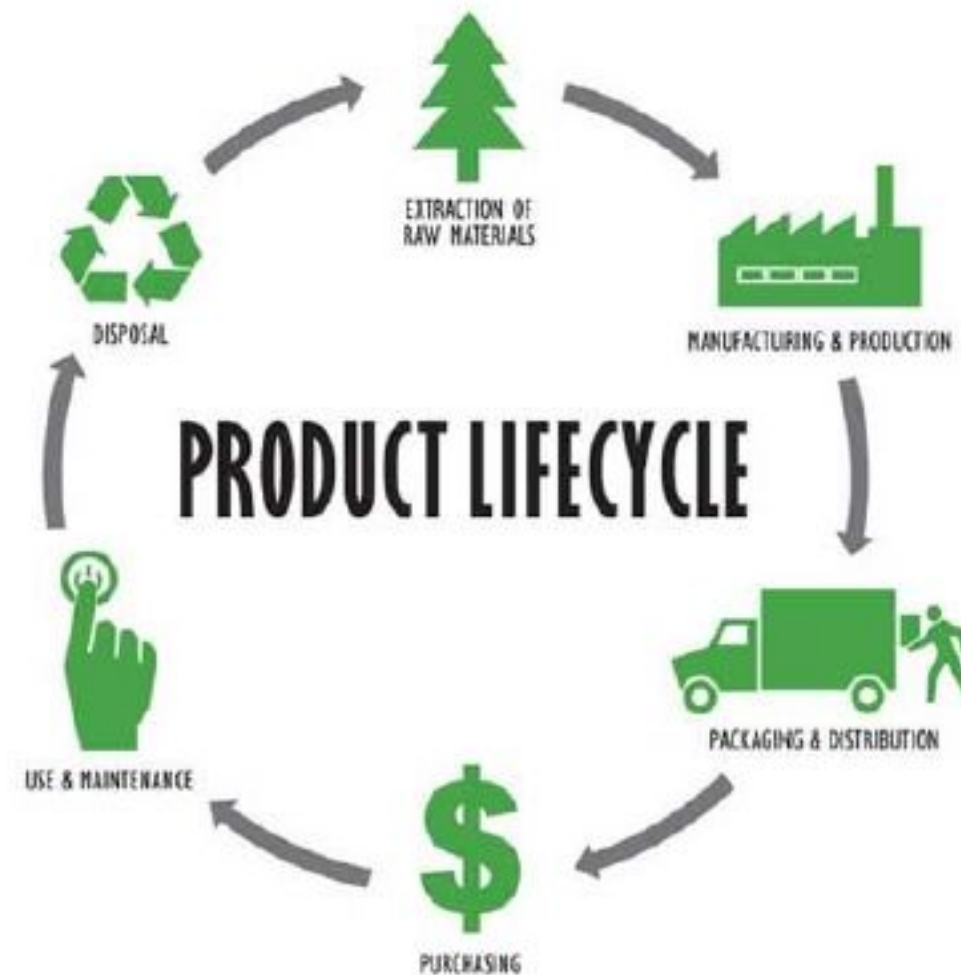 EXTRACTION OF
RAW MATERIALS
MANUFACTURING & PRODUCTION
PACKAGING & DISTRIBUTION
PURCHASING
USE & MAINTENANCE
DISPOSAL
PRODUCT LIFECYCLE